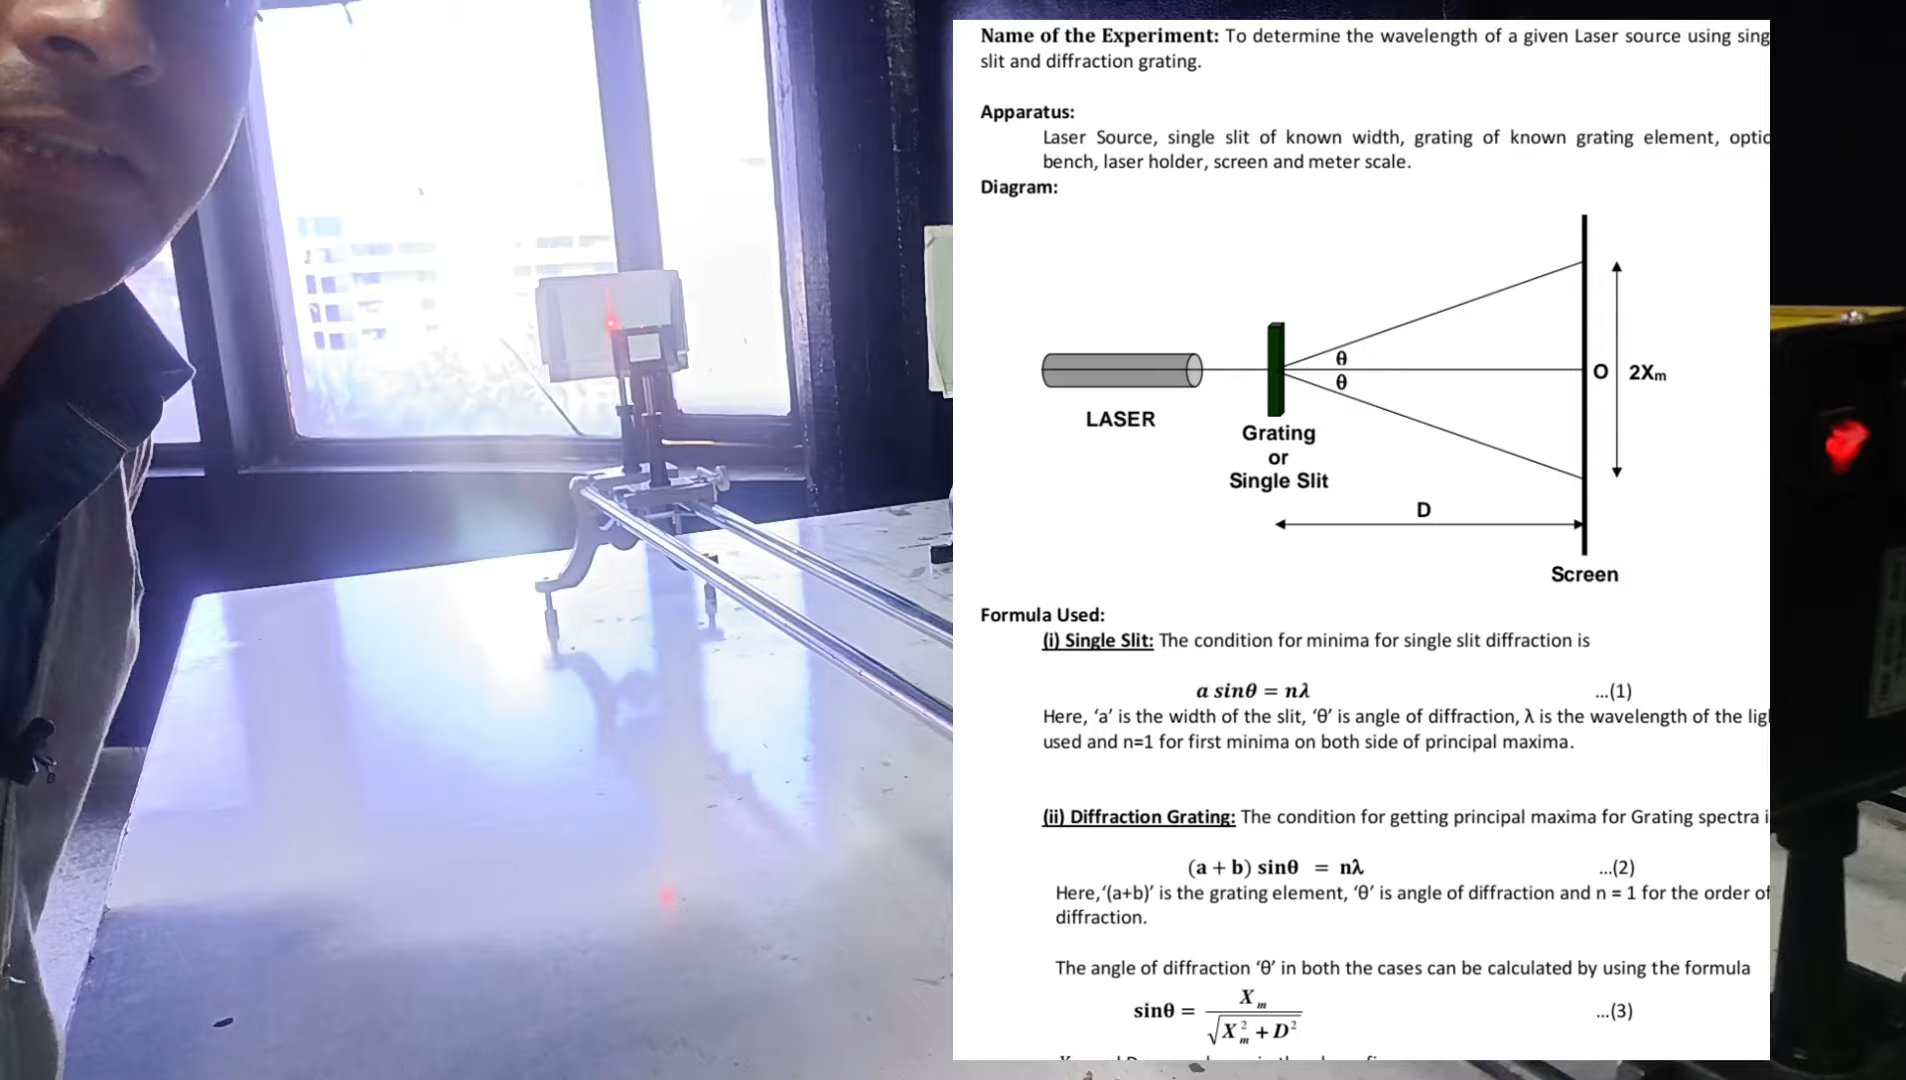 Name of the Experiment: To determine the wavelength of a given Laser source using sing
slit and diffraction grating.
Apparatus:
Laser Source, single slit of known width, grating of known grating element, optic
bench, laser holder, screen and meter scale.
Diagram:
θ
θ
O 2Xm
LASER
Grating
or
Single Slit
D
Screen
Formula Used:
(i) Single Slit: The condition for minima for single slit diffraction is
a sinθ = nλ ...(1)
Here, ‘a’ is the width of the slit, ‘θ’ is angle of diffraction, λ is the wavelength of the lig
used and n=1 for first minima on both side of principal maxima.
(ii) Diffraction Grating: The condition for getting principal maxima for Grating spectra i
(a + b) sinθ = nλ ...(2)
Here,‘(a+b)’ is the grating element, ‘θ’ is angle of diffraction and n = 1 for the order of
diffraction.
The angle of diffraction ‘θ’ in both the cases can be calculated by using the formula
sinθ = Xm / √(Xm² + D²) ...(3)